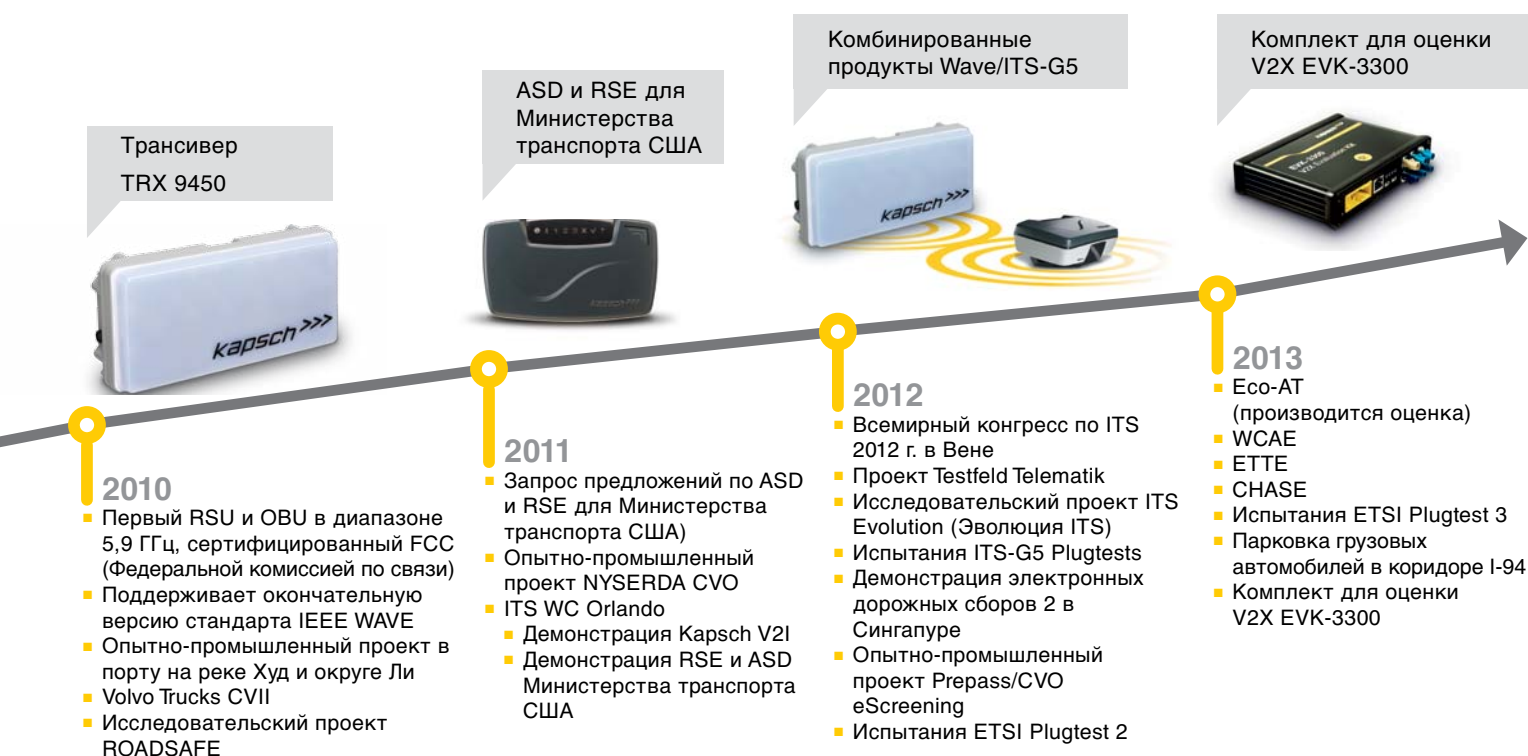 Трансивер
TRX 9450
kapsch >>>
2010
Первый RSU и OBU в диапазоне
5,9 ГГц, сертифицированный FCC
(Федеральной комиссией по связи)
Поддерживает окончательную
версию стандарта IEEE WAVE
Опытно-промышленный проект в
порту на реке Худ и округе Ли
Volvo Trucks CVII
Исследовательский проект
ROADSAFE
ASD и RSE для
Министерства
транспорта США
2011
Запрос предложений по ASD
и RSE для Министерства
транспорта США)
Опытно-промышленный
проект NYSERDA CVO
ITS WC Orlando
Демонстрация Kapsch V2I
Демонстрация RSE и ASD
Министерства транспорта
США
Комбинированные
продукты Wave/ITS-G5
kapsch >>>
2012
Всемирный конгресс по ITS
2012 г. в Вене
Проект Testfeld Telematik
Исследовательский проект ITS
Evolution (Эволюция ITS)
Испытания ITS-G5 Plugtests
Демонстрация электронных
дорожных сборов 2 в
Сингапуре
Опытно-промышленный
проект Prepass/CVO
eScreening
Испытания ETSI Plugtest 2
Комплект для оценки
V2X EVK-3300
EVK-3300
V2X Evaluation Kit
2013
Eco-AT
(производится оценка)
WCAE
ETTE
CHASE
Испытания ETSI Plugtest 3
Парковка грузовых
автомобилей в коридоре I-94
Комплект для оценки
V2X EVK-3300